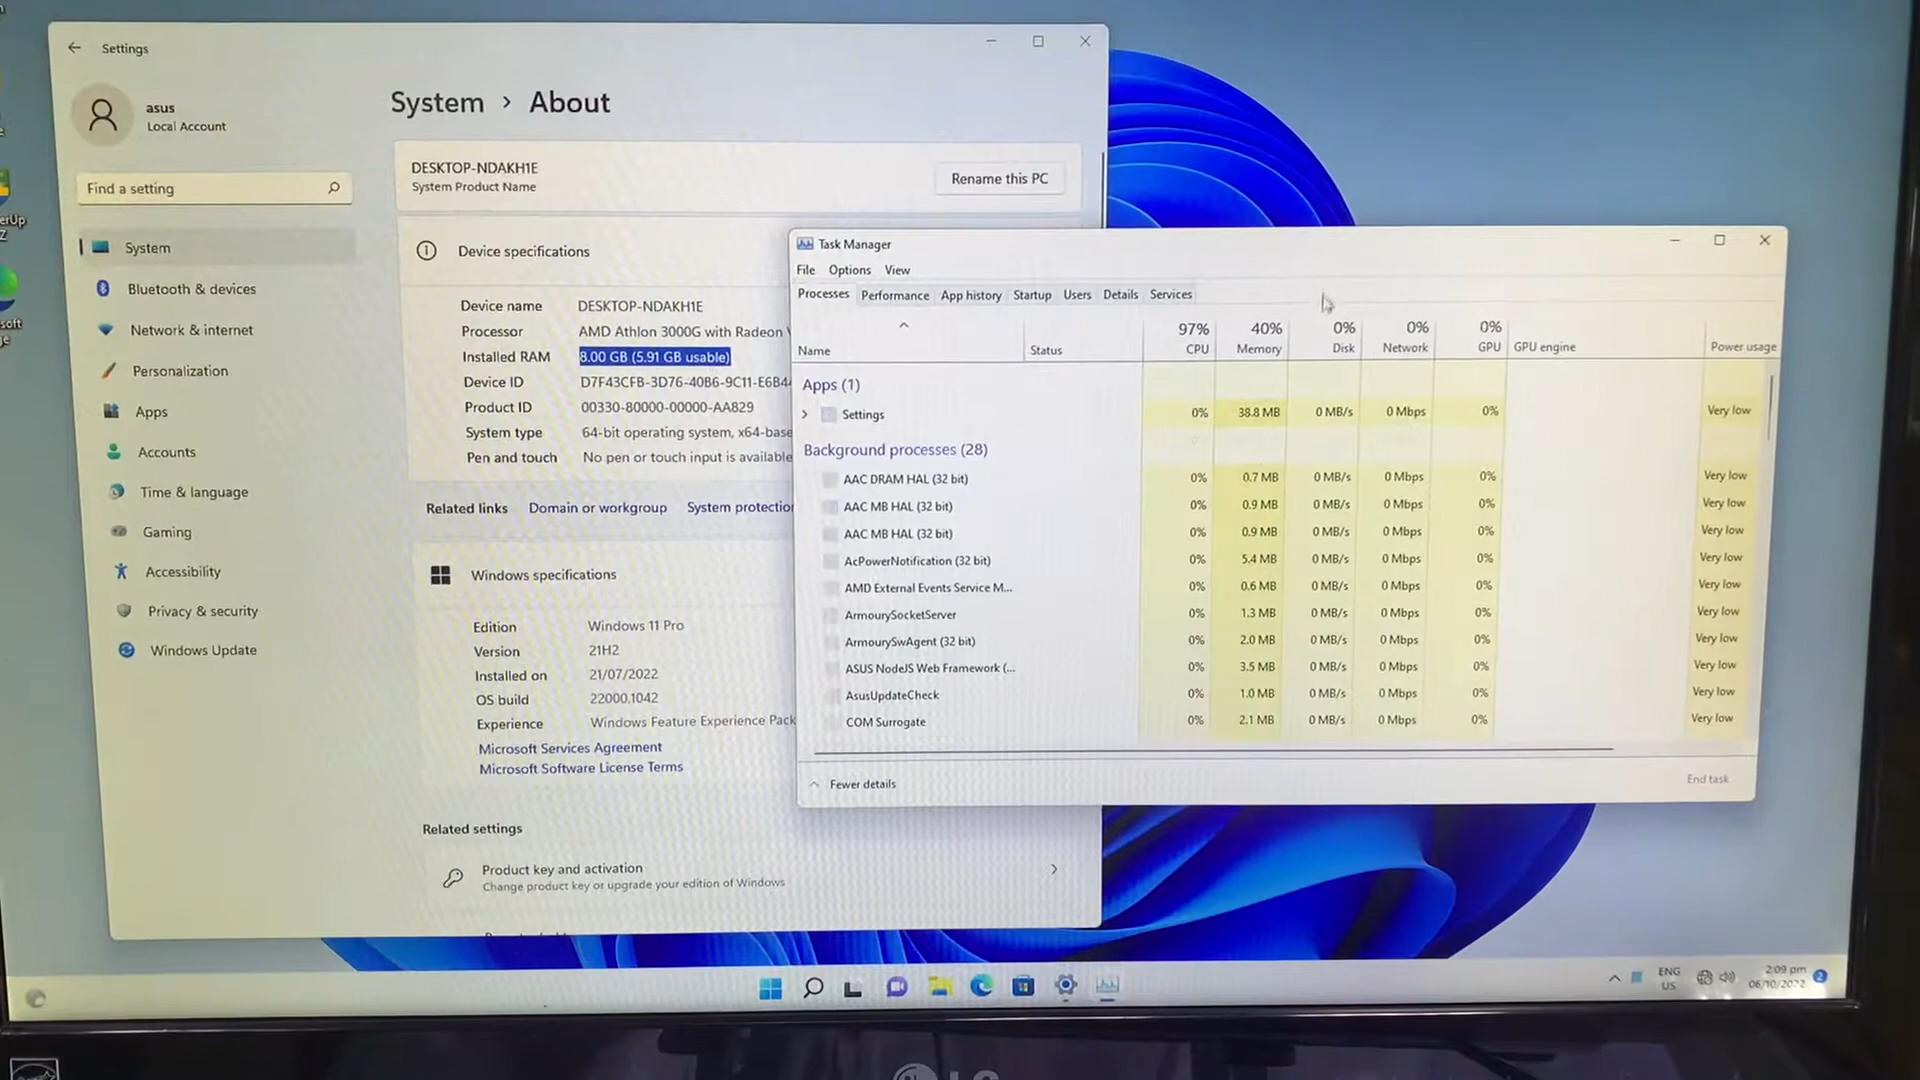 Settings
asus
Local Account
Find a setting
System
Bluetooth & devices
Network & internet
Personalization
Apps
Accounts
Time & language
Gaming
Accessibility
Privacy & security
Windows Update
System > About
DESKTOP-NDAKH1E
System Product Name
Rename this PC
Device specifications
Device name DESKTOP-NDAKH1E
Processor AMD Athlon 3000G with Radeon
Installed RAM 8.00 GB (5.91 GB usable)
Device ID D7F43CFB-3D76-40B6-9C11-E6B44
Product ID 00330-80000-00000-AA829
System type 64-bit operating system, x64-base
Pen and touch No pen or touch input is available
Related links Domain or workgroup System protection
Windows specifications
Edition Windows 11 Pro
Version 21H2
Installed on 21/07/2022
OS build 22000.1042
Experience Windows Feature Experience Pack
Microsoft Services Agreement
Microsoft Software License Terms
Related settings
Product key and activation
Change product key or upgrade your edition of Windows
Task Manager
File Options View
Processes Performance App history Startup Users Details Services
97% 40% 0% 0% 0%
Name Status CPU Memory Disk Network GPU GPU engine Power usage
Apps (1)
Settings 0% 38.8 MB 0 MB/s 0 Mbps 0% Very low
Background processes (28)
AAC DRAM HAL (32 bit) 0% 0.7 MB 0 MB/s 0 Mbps 0% Very low
AAC MB HAL (32 bit) 0% 0.9 MB 0 MB/s 0 Mbps 0% Very low
AAC MB HAL (32 bit) 0% 0.9 MB 0 MB/s 0 Mbps 0% Very low
AcPowerNotification (32 bit) 0% 5.4 MB 0 MB/s 0 Mbps 0% Very low
AMD External Events Service M... 0% 0.6 MB 0 MB/s 0 Mbps 0% Very low
ArmourySocketServer 0% 1.3 MB 0 MB/s 0 Mbps 0% Very low
ArmourySwAgent (32 bit) 0% 2.0 MB 0 MB/s 0 Mbps 0% Very low
ASUS NodeJS Web Framework (... 0% 3.5 MB 0 MB/s 0 Mbps 0% Very low
AsusUpdateCheck 0% 1.0 MB 0 MB/s 0 Mbps 0% Very low
COM Surrogate 0% 2.1 MB 0 MB/s 0 Mbps 0% Very low
Fewer details
End task
erUp
Z
soft
ge
ENG
US
2:09 pm
06/10/2022
2
LG